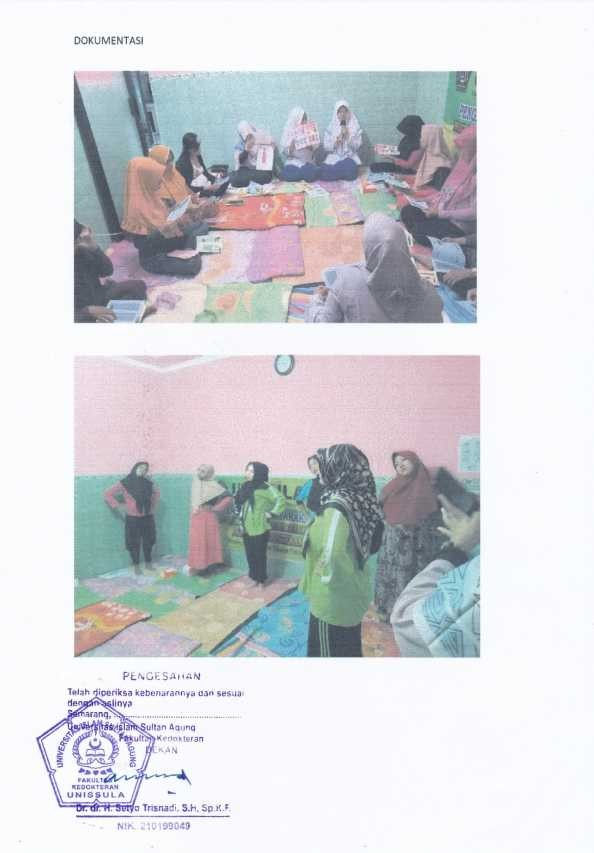 DOKUMENTASI
PENGESAHAN
Telah diperiksa kebenarannya dan sesuai
dengan aslinya
Semarang, ......................................................
Universitas Islam Sultan Agung
Fakultas Kedokteran
DEKAN
UNIVERSITAS ISLAM SULTAN AGUNG
FAKULTAS
KEDOKTERAN
UNISSULA
Dr. dr. H. Setyo Trisnadi, S.H, Sp.K.F.
NIK. 210199049